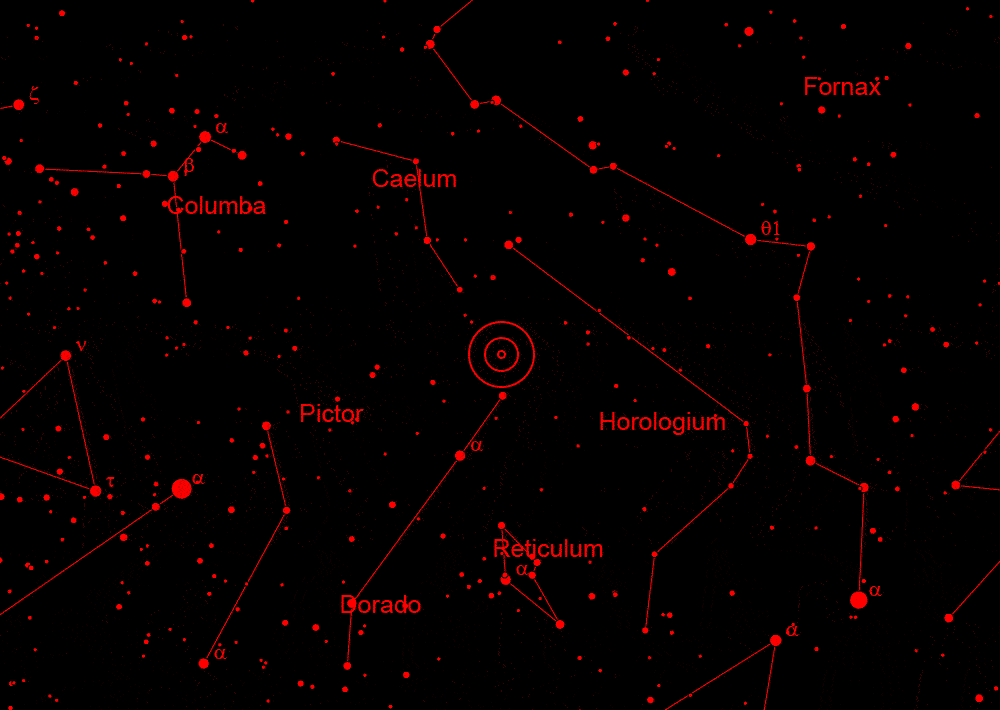 Fornax
ζ
α
β
Caelum
Columba
θ1
ν
Pictor
Horologium
α
τ
α
Reticulum
α
α
Dorado
α
α